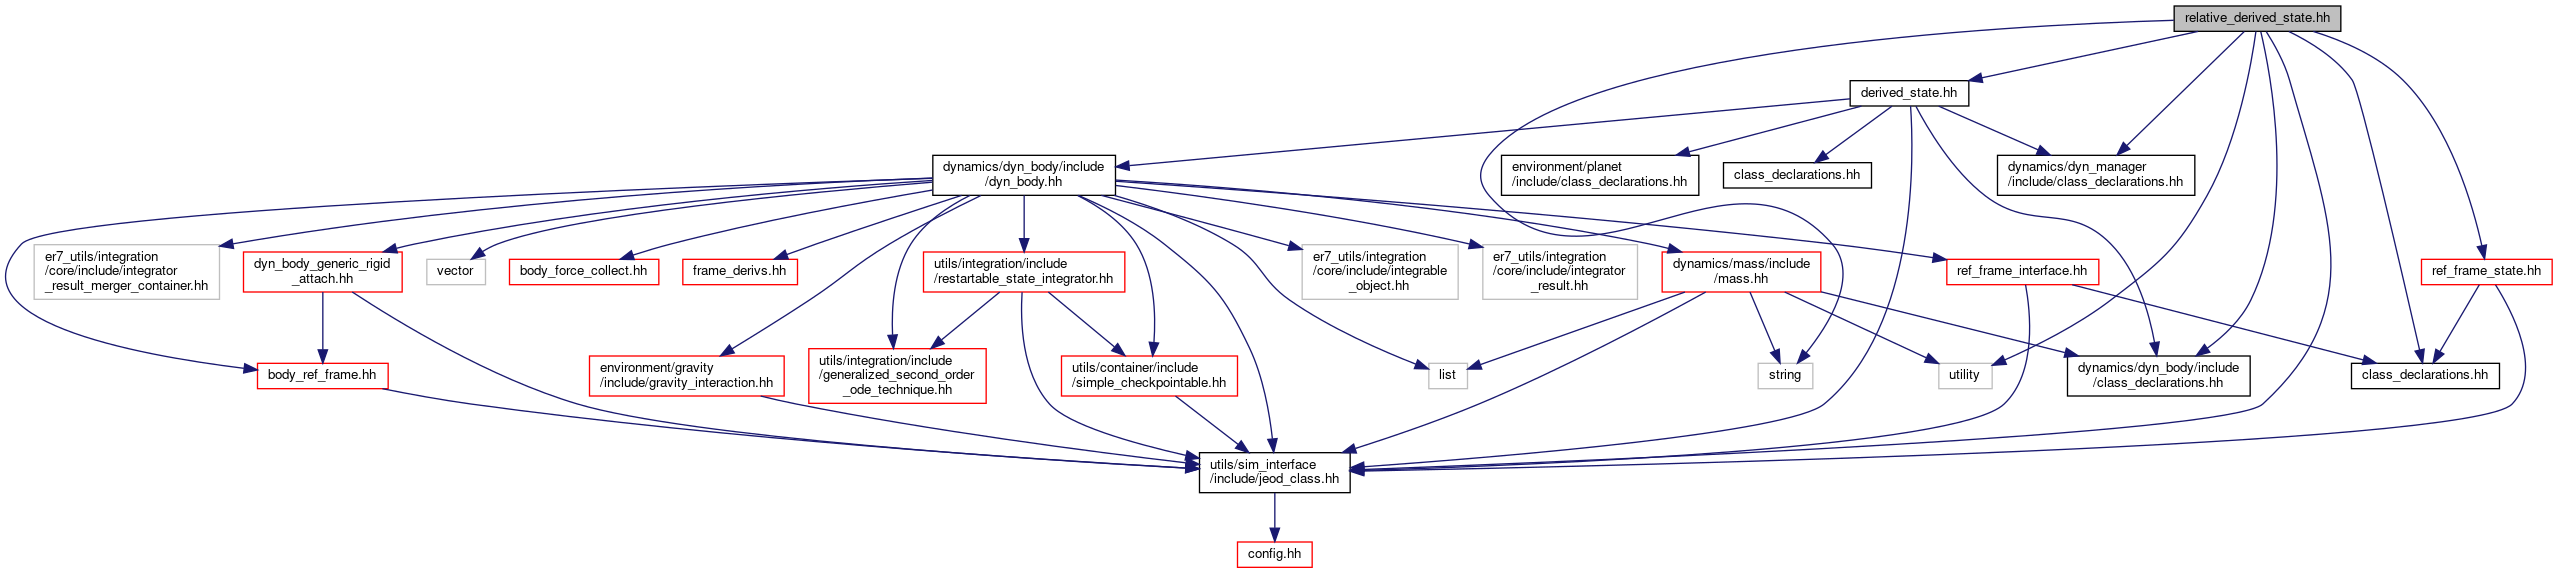 relative_derived_state.hh
derived_state.hh
dynamics/dyn_body/include
/dyn_body.hh
environment/planet
/include/class_declarations.hh
class_declarations.hh
dynamics/dyn_manager
/include/class_declarations.hh
er7_utils/integration
/core/include/integrator
_result_merger_container.hh
dyn_body_generic_rigid
_attach.hh
vector
body_force_collect.hh
frame_derivs.hh
utils/integration/include
/restartable_state_integrator.hh
er7_utils/integration
/core/include/integrable
_object.hh
er7_utils/integration
/core/include/integrator
_result.hh
dynamics/mass/include
/mass.hh
ref_frame_interface.hh
ref_frame_state.hh
body_ref_frame.hh
environment/gravity
/include/gravity_interaction.hh
utils/integration/include
/generalized_second_order
_ode_technique.hh
utils/container/include
/simple_checkpointable.hh
list
string
utility
dynamics/dyn_body/include
/class_declarations.hh
class_declarations.hh
utils/sim_interface
/include/jeod_class.hh
config.hh